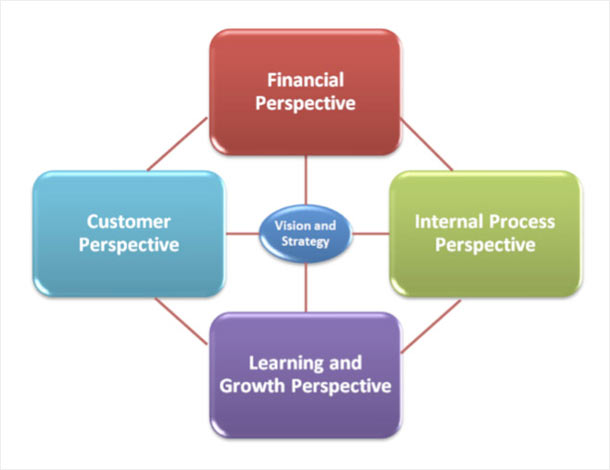 Financial
Perspective
Customer
Perspective
Vision and
Strategy
Internal Process
Perspective
Learning and
Growth Perspective